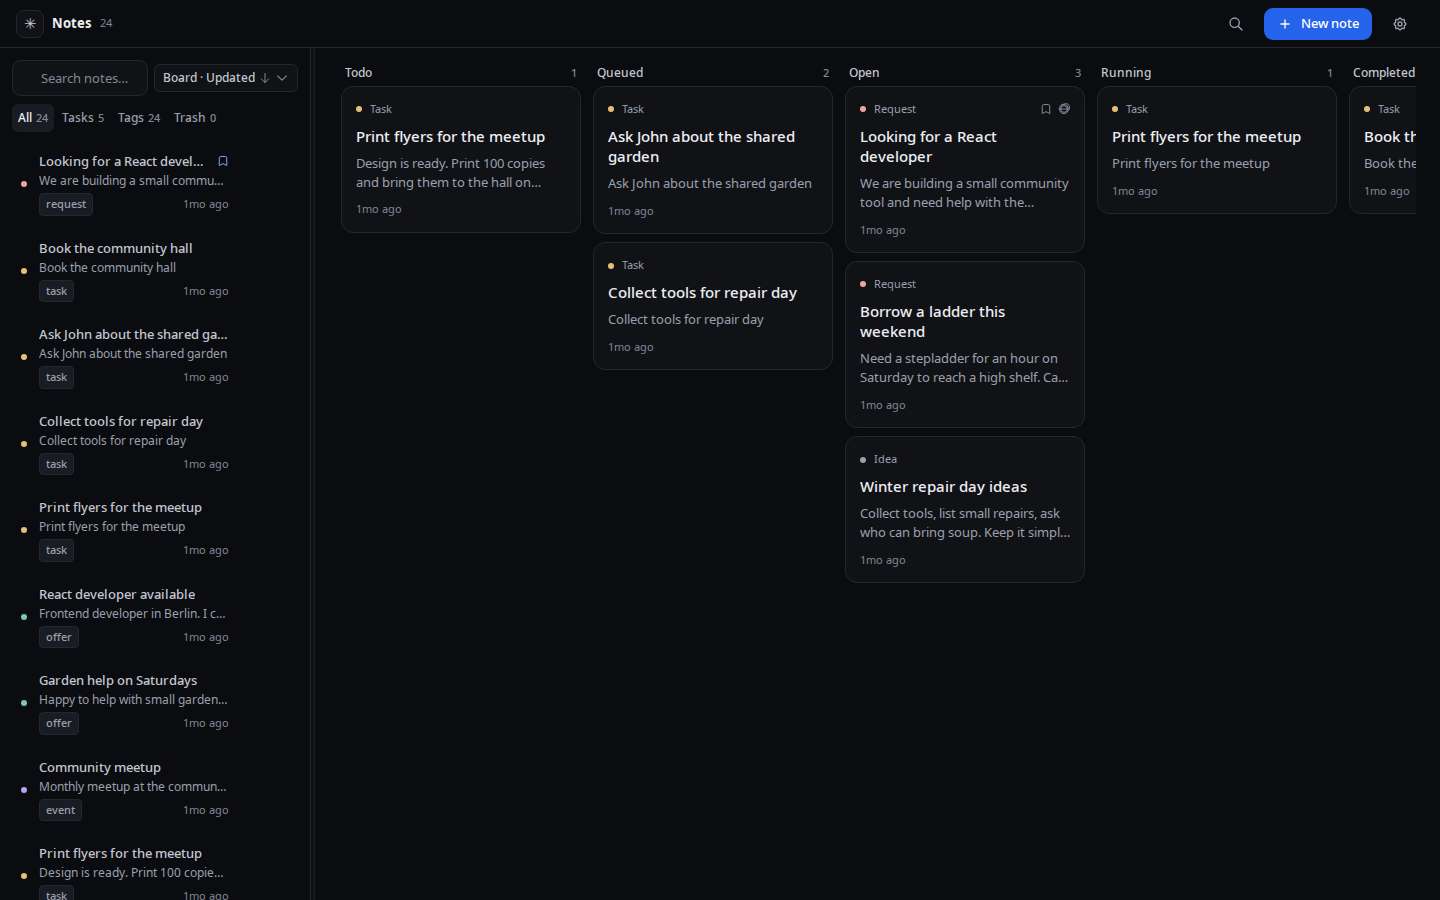 Notes 24
New note
Search notes...
Board · Updated ↓
All 24 Tasks 5 Tags 24 Trash 0
Looking for a React devel...
We are building a small commu...
request 1mo ago
Book the community hall
Book the community hall
task 1mo ago
Ask John about the shared ga...
Ask John about the shared garden
task 1mo ago
Collect tools for repair day
Collect tools for repair day
task 1mo ago
Print flyers for the meetup
Print flyers for the meetup
task 1mo ago
React developer available
Frontend developer in Berlin. I c...
offer 1mo ago
Garden help on Saturdays
Happy to help with small garden...
offer 1mo ago
Community meetup
Monthly meetup at the commun...
event 1mo ago
Print flyers for the meetup
Design is ready. Print 100 copie...
task 1mo ago
Todo 1
Task
Print flyers for the meetup
Design is ready. Print 100 copies
and bring them to the hall on...
1mo ago
Queued 2
Task
Ask John about the shared
garden
Ask John about the shared garden
1mo ago
Task
Collect tools for repair day
Collect tools for repair day
1mo ago
Open 3
Request
Looking for a React
developer
We are building a small community
tool and need help with the...
1mo ago
Request
Borrow a ladder this
weekend
Need a stepladder for an hour on
Saturday to reach a high shelf. Ca...
1mo ago
Idea
Winter repair day ideas
Collect tools, list small repairs, ask
who can bring soup. Keep it simpl...
1mo ago
Running 1
Task
Print flyers for the meetup
Print flyers for the meetup
1mo ago
Completed
Task
Book th
Book the
1mo ago